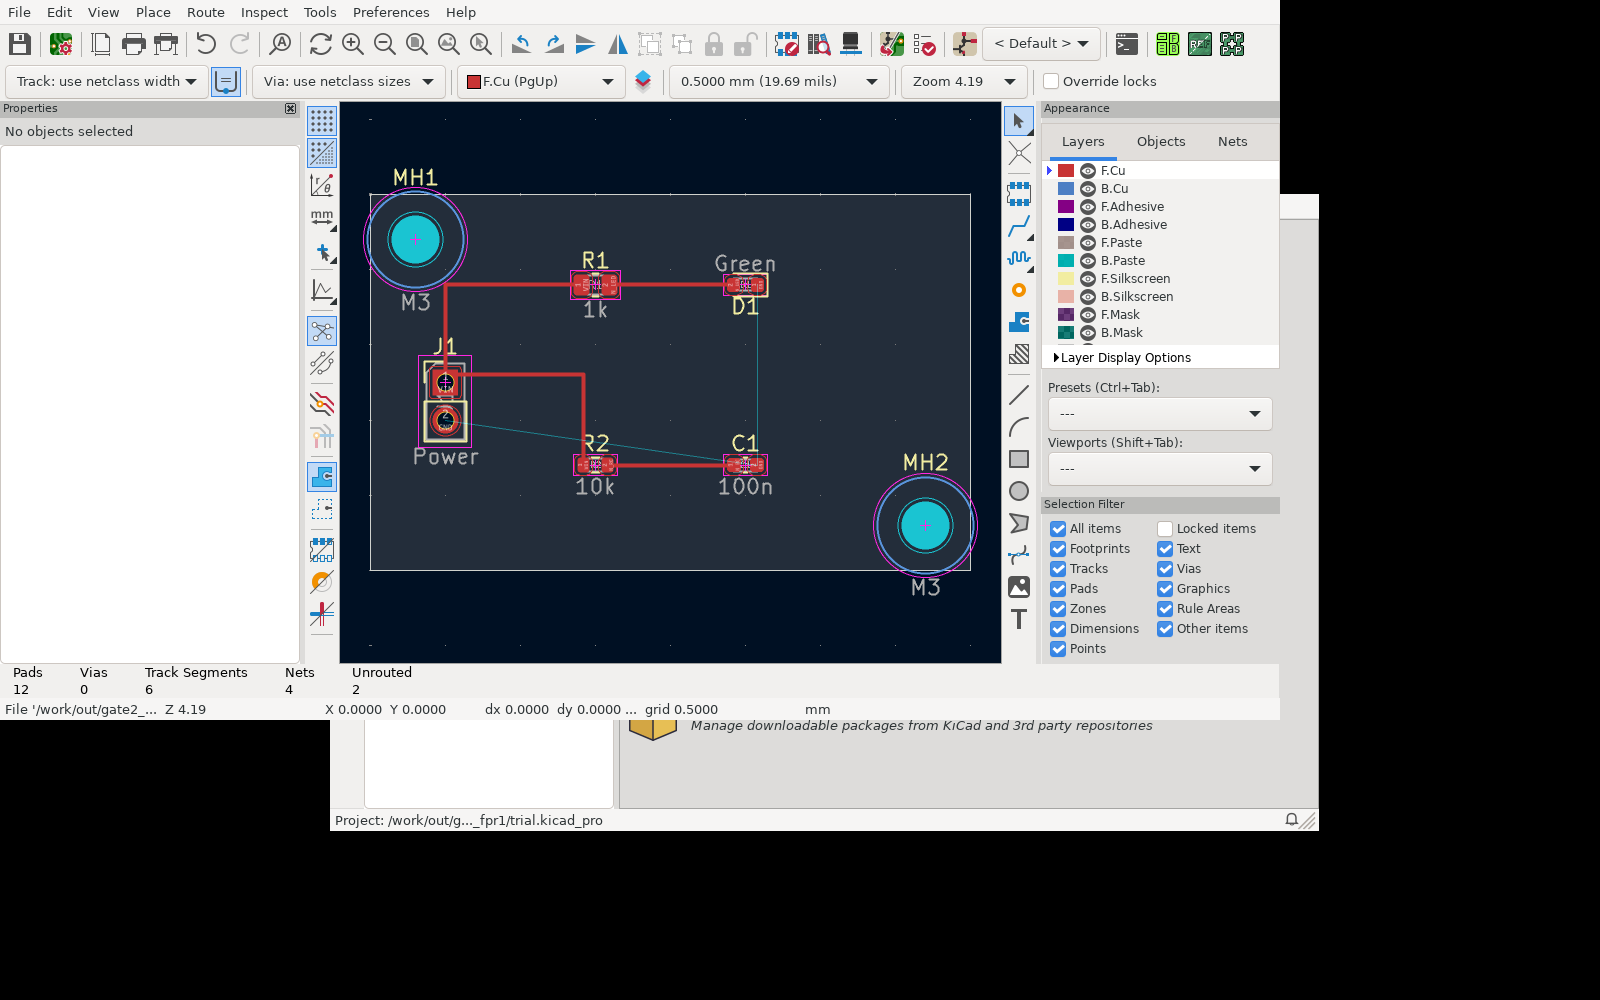 File Edit View Place Route Inspect Tools Preferences Help
< Default >
Track: use netclass width Via: use netclass sizes F.Cu (PgUp) 0.5000 mm (19.69 mils) Zoom 4.19 Override locks
Properties
No objects selected
mm
MH1
M3
R1
1k
Green
D1
J1
1
VIN
2
GND
Power
R2
10k
C1
100n
MH2
M3
Appearance
Layers Objects Nets
F.Cu
B.Cu
F.Adhesive
B.Adhesive
F.Paste
B.Paste
F.Silkscreen
B.Silkscreen
F.Mask
B.Mask
Layer Display Options
Presets (Ctrl+Tab):
---
Viewports (Shift+Tab):
---
Selection Filter
All items Locked items
Footprints Text
Tracks Vias
Pads Graphics
Zones Rule Areas
Dimensions Other items
Points
Pads Vias Track Segments Nets Unrouted
12 0 6 4 2
File '/work/out/gate2_... Z 4.19 X 0.0000 Y 0.0000 dx 0.0000 dy 0.0000 ... grid 0.5000 mm
Manage downloadable packages from KiCad and 3rd party repositories
Project: /work/out/g..._fpr1/trial.kicad_pro